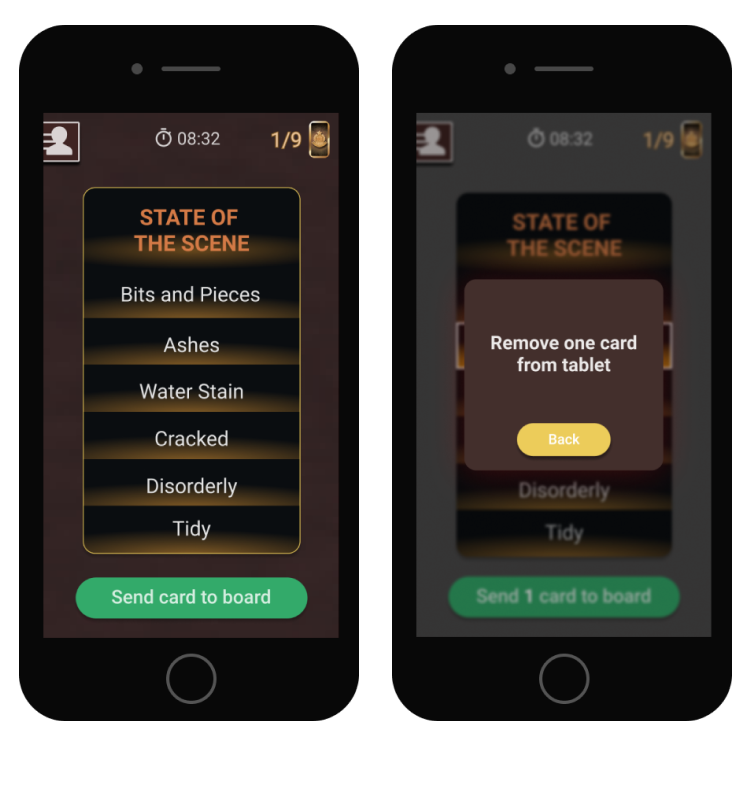 08:32
1/9
STATE OF
THE SCENE
Bits and Pieces
Ashes
Water Stain
Cracked
Disorderly
Tidy
Send card to board
08:32
1/9
STATE OF
THE SCENE
Remove one card
from tablet
Back
Disorderly
Tidy
Send 1 card to board